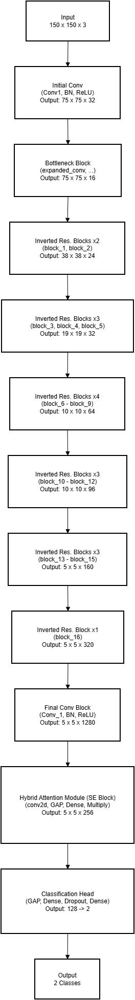 Input
150 x 150 x 3
Initial Conv
(Conv1, BN, ReLU)
Output: 75 x 75 x 32
Bottleneck Block
(expanded_conv, ...)
Output: 75 x 75 x 16
Inverted Res. Blocks x2
(block_1, block_2)
Output: 38 x 38 x 24
Inverted Res. Blocks x3
(block_3, block_4, block_5)
Output: 19 x 19 x 32
Inverted Res. Blocks x4
(block_6 - block_9)
Output: 10 x 10 x 64
Inverted Res. Blocks x3
(block_10 - block_12)
Output: 10 x 10 x 96
Inverted Res. Blocks x3
(block_13 - block_15)
Output: 5 x 5 x 160
Inverted Res. Block x1
(block_16)
Output: 5 x 5 x 320
Final Conv Block
(Conv_1, BN, ReLU)
Output: 5 x 5 x 1280
Hybrid Attention Module (SE Block)
(conv2d, GAP, Dense, Multiply)
Output: 5 x 5 x 256
Classification Head
(GAP, Dense, Dropout, Dense)
Output: 128 -> 2
Output
2 Classes